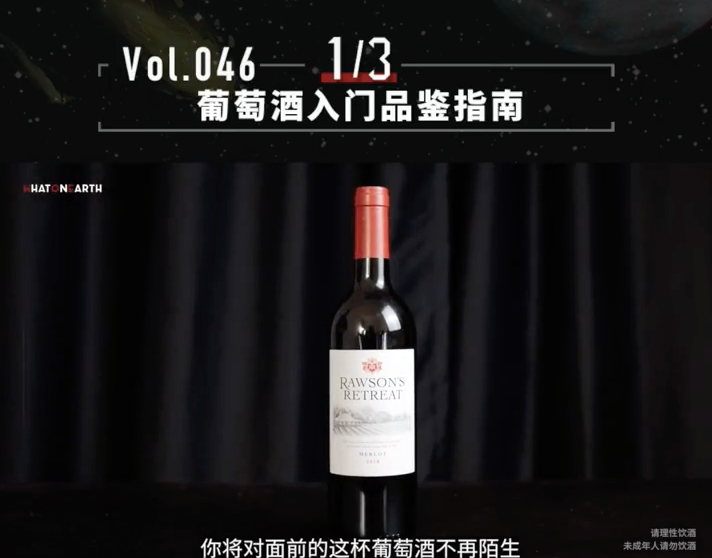 Vol.046
1/3
葡萄酒入门品鉴指南
WHATONEARTH
RAWSON'S
RETREAT
MERLOT
2018
你将对面前的这杯葡萄酒不再陌生
请理性饮酒
未成年人请勿饮酒